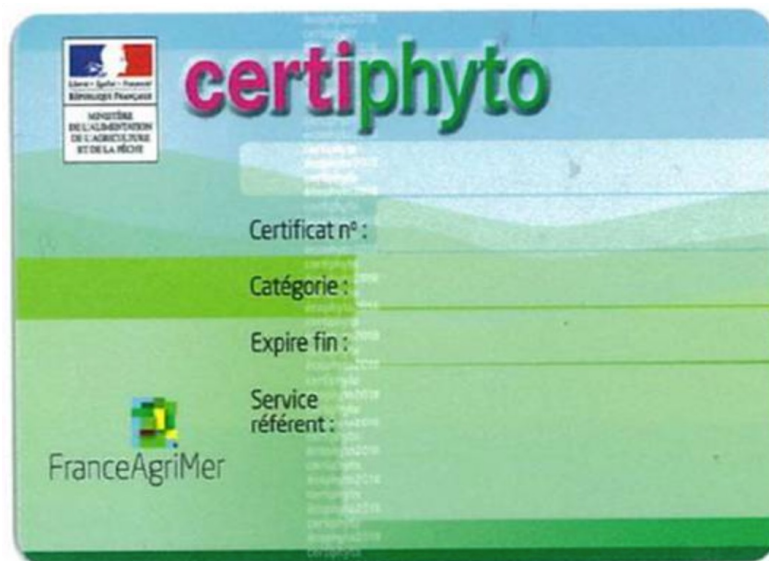 certiphyto
Liberté • Égalité • Fraternité
RÉPUBLIQUE FRANÇAISE
MINISTÈRE
DE L'ALIMENTATION
DE L'AGRICULTURE
ET DE LA PÊCHE
Certificat nº :
Catégorie :
Expire fin :
Service
référent :
FranceAgriMer